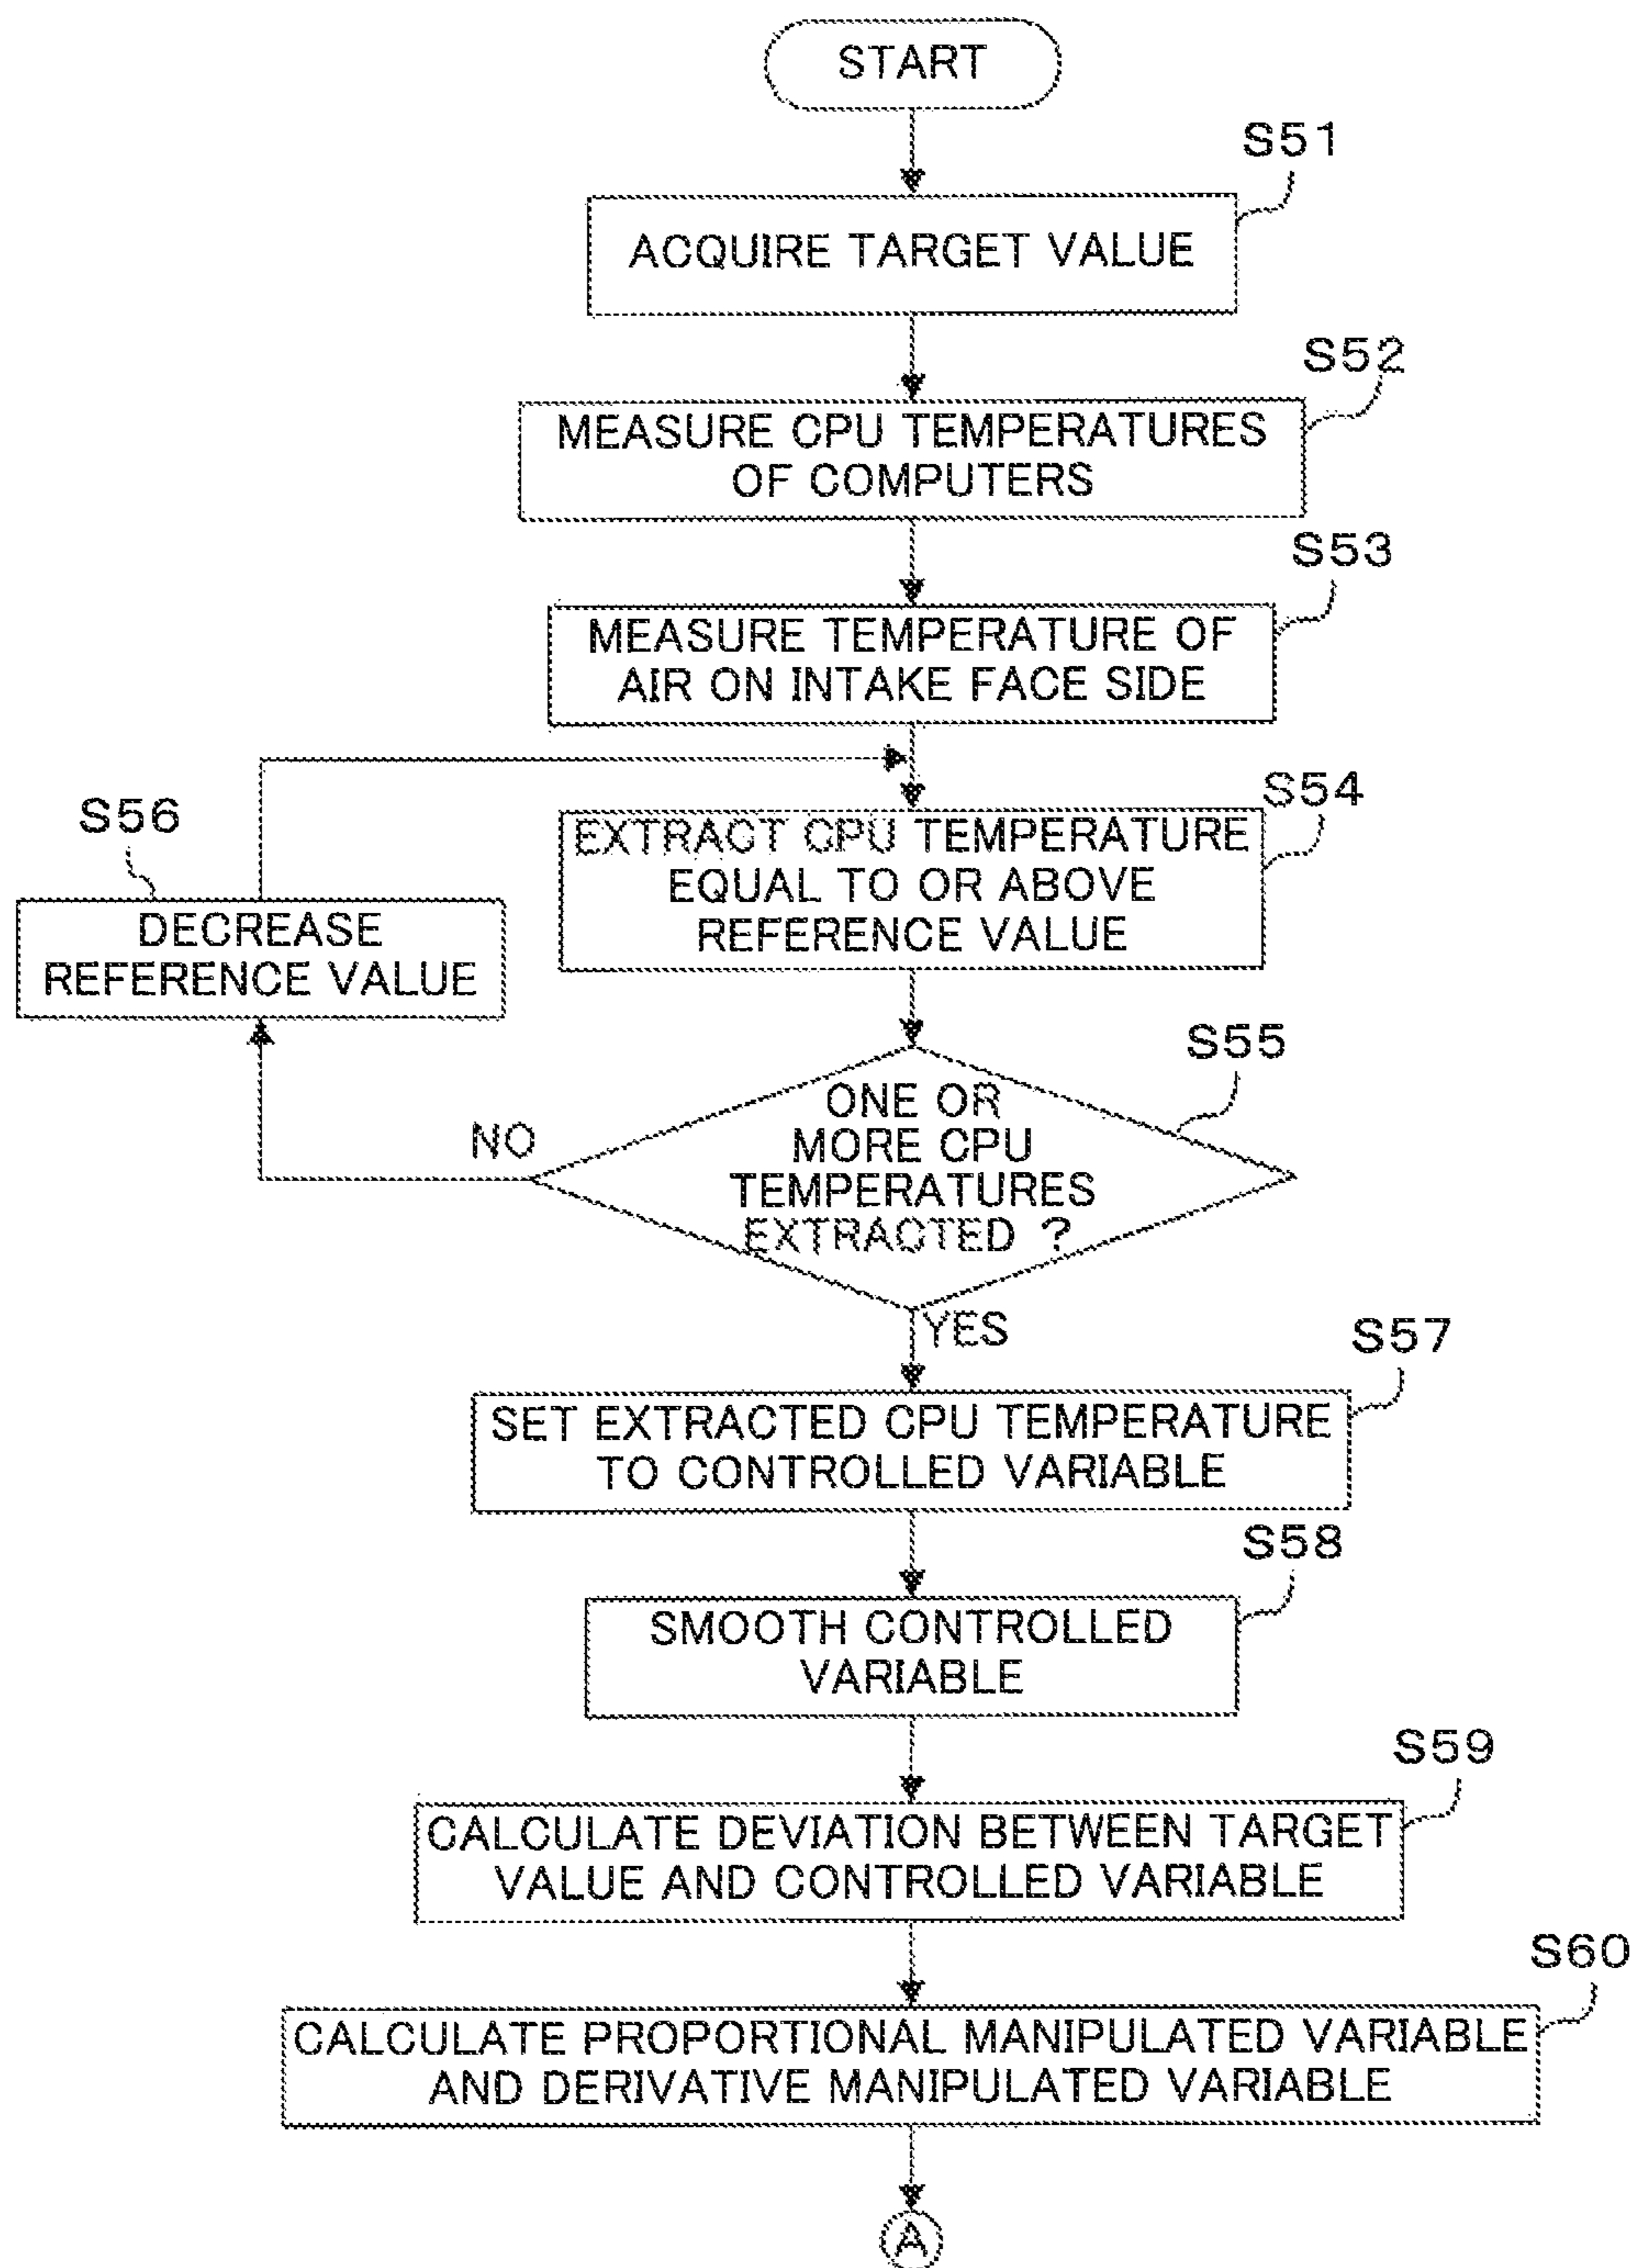 START
S51
ACQUIRE TARGET VALUE
S52
MEASURE CPU TEMPERATURES
OF COMPUTERS
S53
MEASURE TEMPERATURE OF
AIR ON INTAKE FACE SIDE
S54
EXTRACT CPU TEMPERATURE
EQUAL TO OR ABOVE
REFERENCE VALUE
S56
DECREASE
REFERENCE VALUE
S55
ONE OR
MORE CPU
TEMPERATURES
EXTRACTED ?
NO
YES
S57
SET EXTRACTED CPU TEMPERATURE
TO CONTROLLED VARIABLE
S58
SMOOTH CONTROLLED
VARIABLE
S59
CALCULATE DEVIATION BETWEEN TARGET
VALUE AND CONTROLLED VARIABLE
S60
CALCULATE PROPORTIONAL MANIPULATED VARIABLE
AND DERIVATIVE MANIPULATED VARIABLE
A